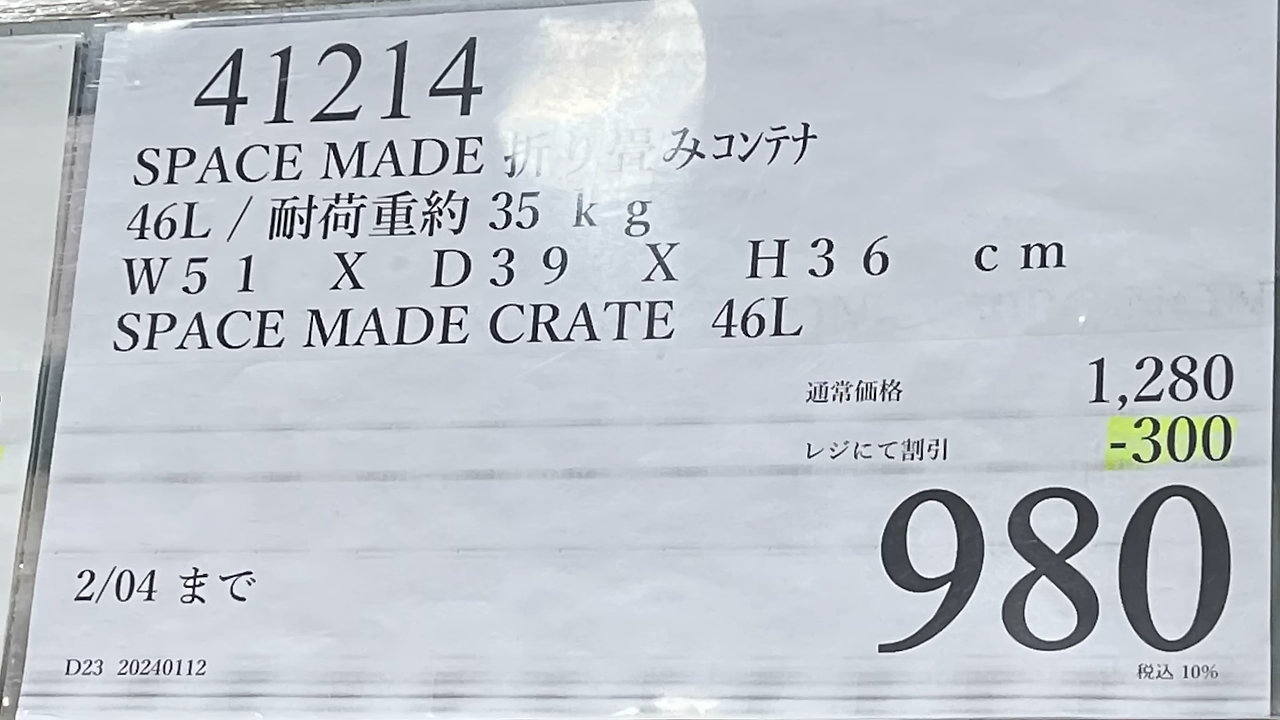 41214
SPACE MADE 折り畳みコンテナ
46L / 耐荷重約 35 ｋｇ
Ｗ５１　Ｘ　Ｄ３９　Ｘ　Ｈ３６　ｃｍ
SPACE MADE CRATE 46L
通常価格 1,280
レジにて割引 -300
980
2/04 まで
税込 10%
D23 20240112